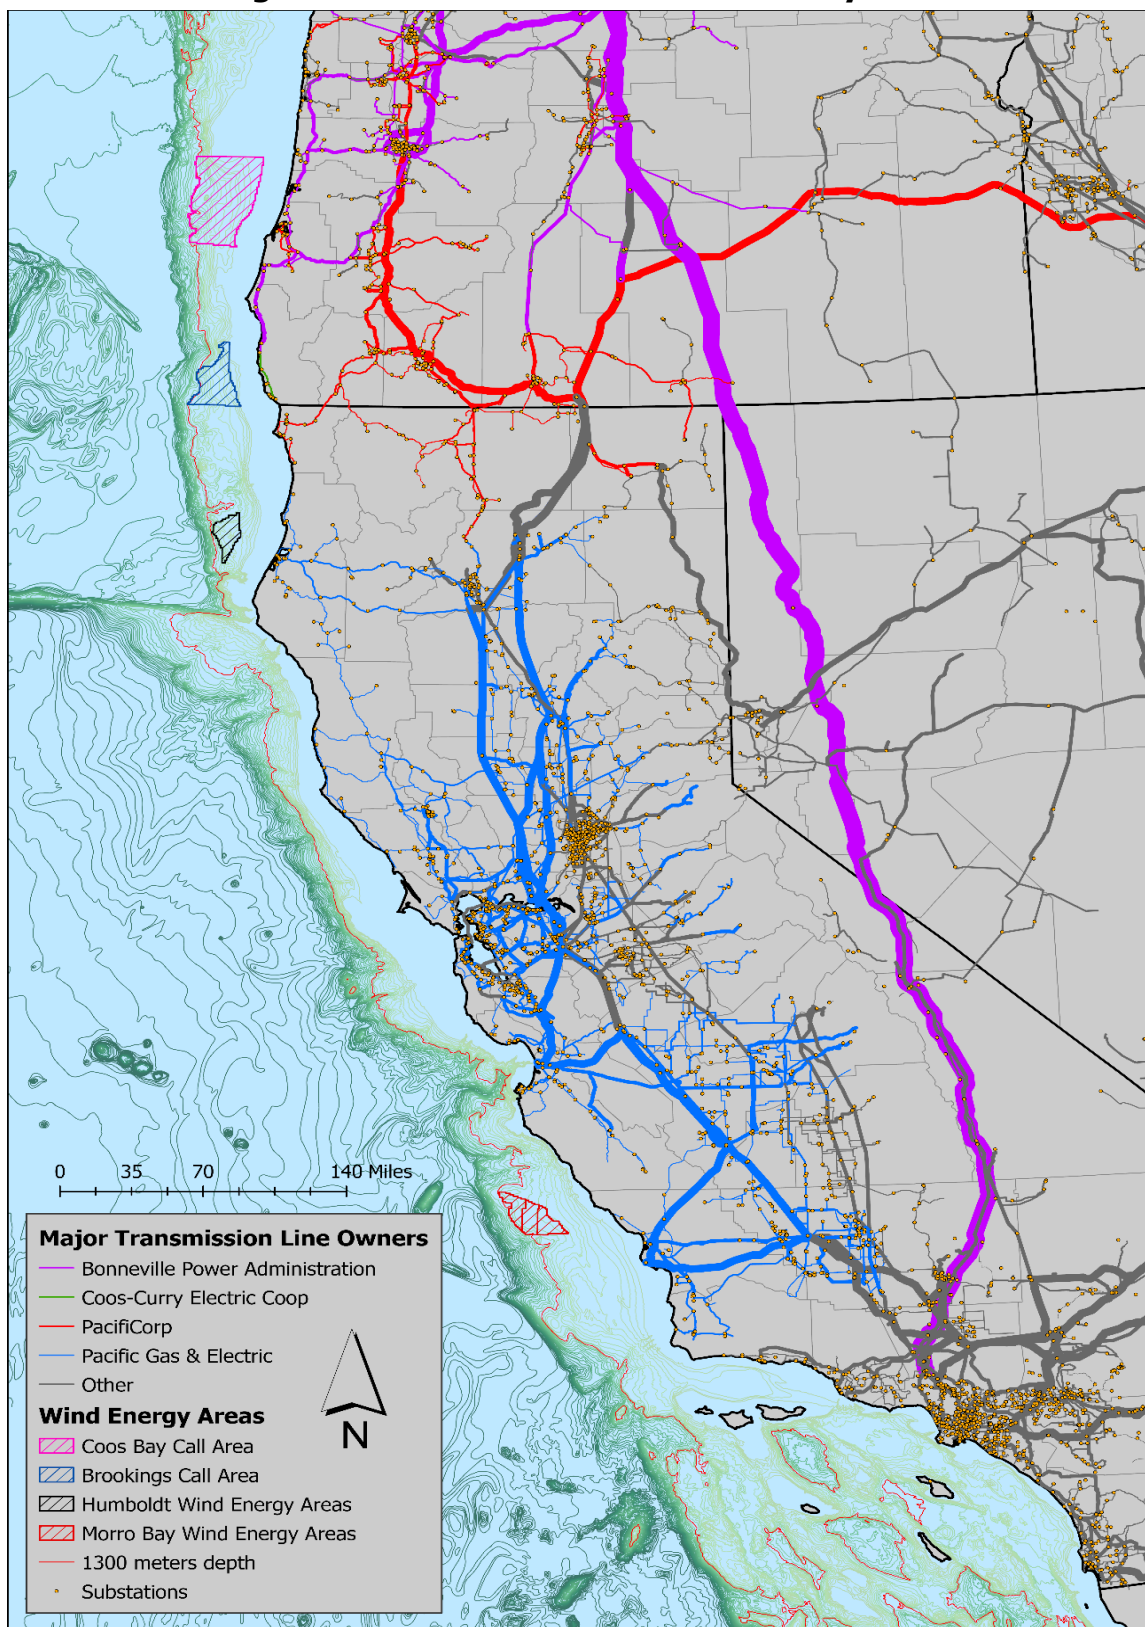 0 35 70 140 Miles
Major Transmission Line Owners
Bonneville Power Administration
Coos-Curry Electric Coop
PacifiCorp
Pacific Gas & Electric
Other
Wind Energy Areas
Coos Bay Call Area
Brookings Call Area
Humboldt Wind Energy Areas
Morro Bay Wind Energy Areas
1300 meters depth
Substations
N